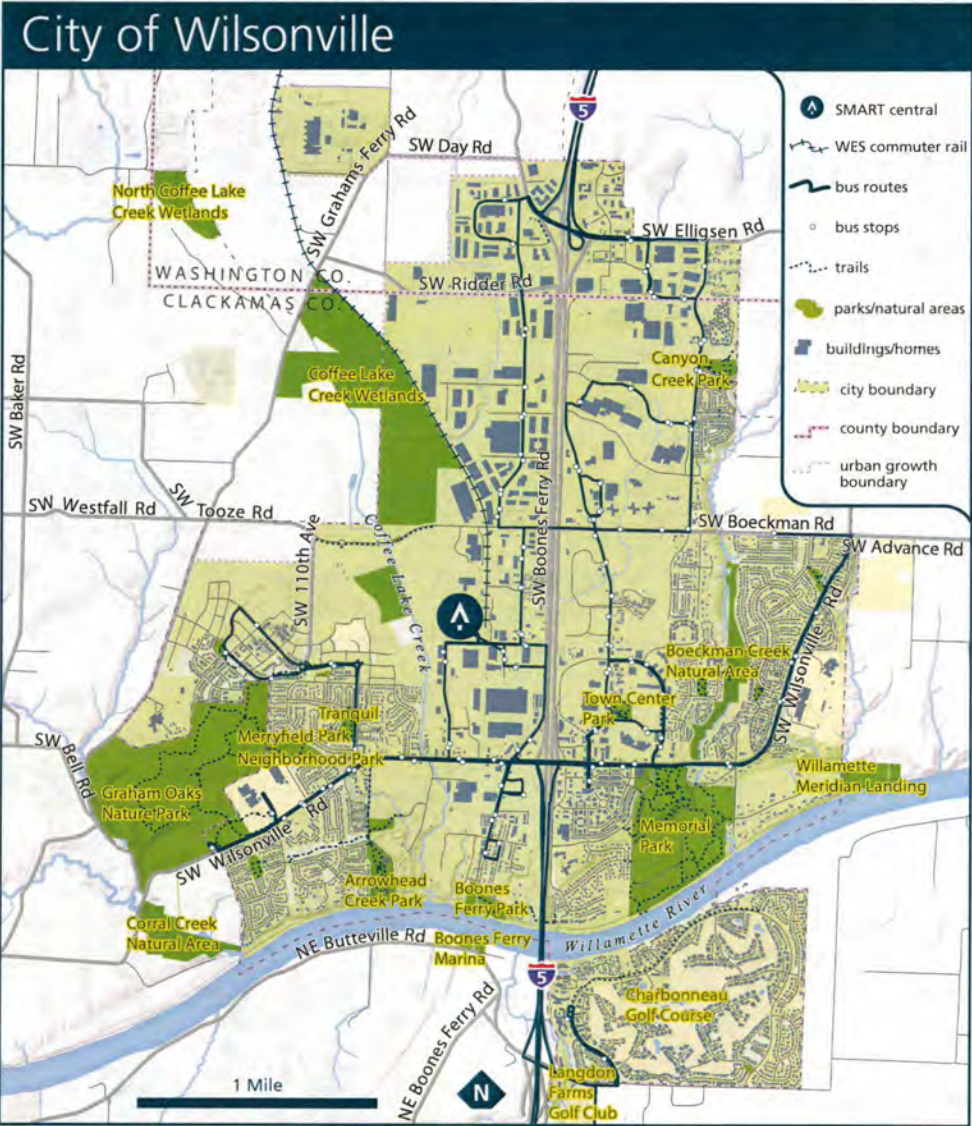 City of Wilsonville
5
SMART central
WES commuter rail
bus routes
bus stops
trails
parks/natural areas
buildings/homes
city boundary
county boundary
urban growth
boundary
SW Day Rd
SW Grahams Ferry Rd
North Coffee Lake
Creek Wetlands
SW Elligsen Rd
WASHINGTON CO.
CLACKAMAS CO.
SW Ridder Rd
SW Baker Rd
Coffee Lake
Creek Wetlands
Canyon
Creek Park
SW Boones Ferry Rd
SW Westfall Rd
SW Tooze Rd
SW 110th Ave
Coffee Lake Creek
SW Boeckman Rd
SW Advance Rd
Boeckman Creek
Natural Area
SW Wilsonville Rd
Town Center
Park
Tranquil
Park
Merryfield
Neighborhood Park
SW Bell Rd
Graham Oaks
Nature Park
SW Wilsonville Rd
Willamette
Meridian Landing
Memorial
Park
Arrowhead
Creek Park
Boones
Ferry Park
Corral Creek
Natural Area
NE Butteville Rd
Boones Ferry
Marina
Willamette River
5
NE Boones Ferry Rd
Charbonneau
Golf Course
Langdon
Farms
Golf Club
1 Mile
N